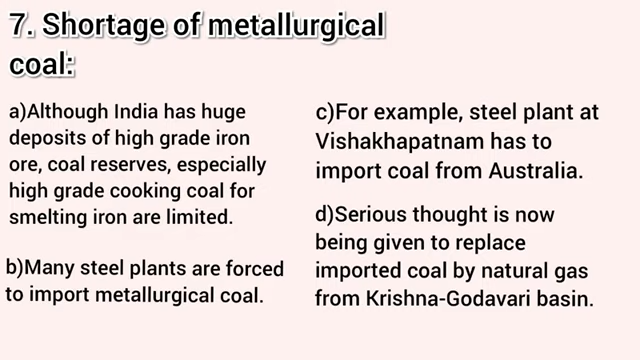 7. Shortage of metallurgical
coal:
a)Although India has huge
deposits of high grade iron
ore, coal reserves, especially
high grade cooking coal for
smelting iron are limited.
b)Many steel plants are forced
to import metallurgical coal.
c)For example, steel plant at
Vishakhapatnam has to
import coal from Australia.
d)Serious thought is now
being given to replace
imported coal by natural gas
from Krishna-Godavari basin.